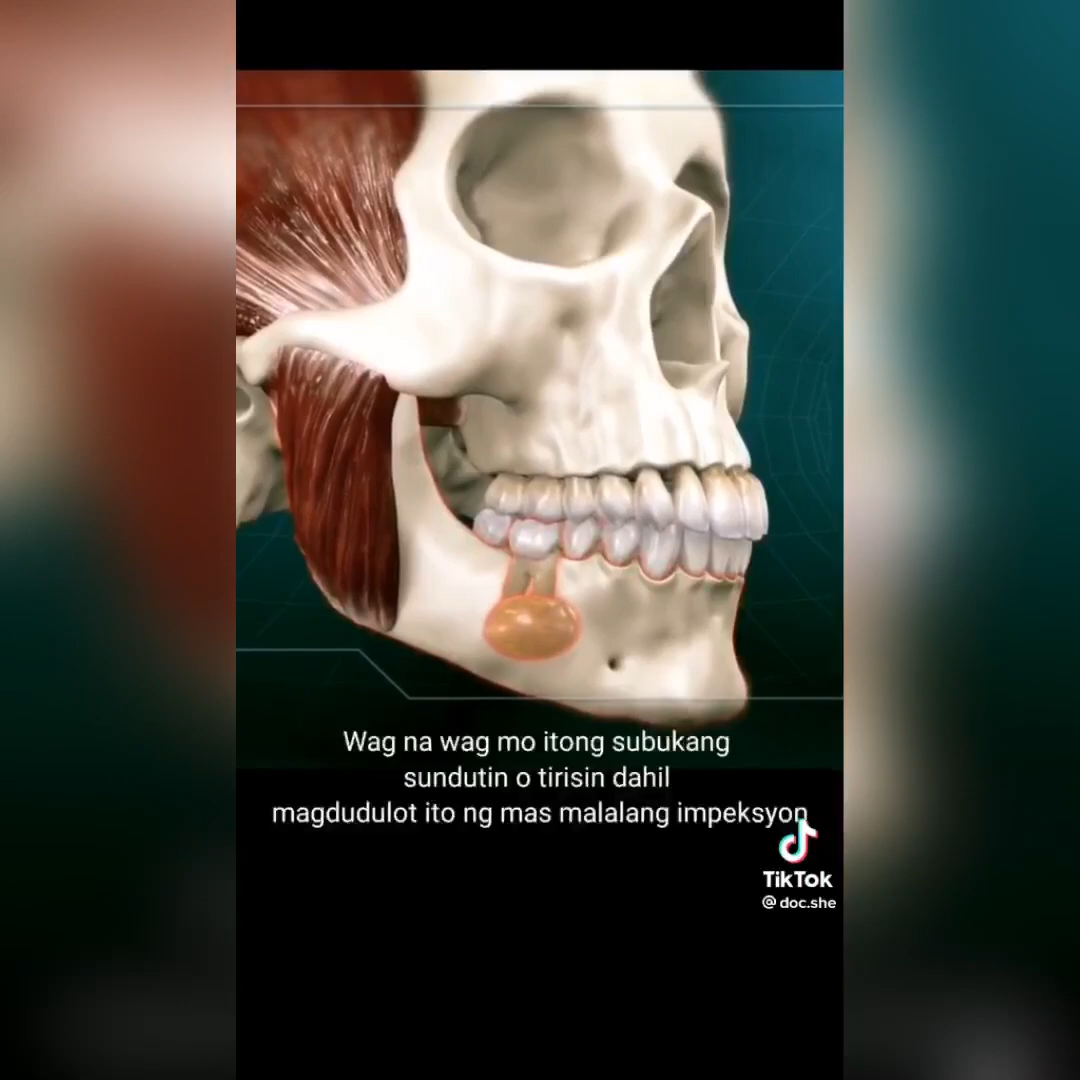 Wag na wag mo itong subukang
sundutin o tirisin dahil
magdudulot ito ng mas malalang impeksyon
TikTok
@doc.she